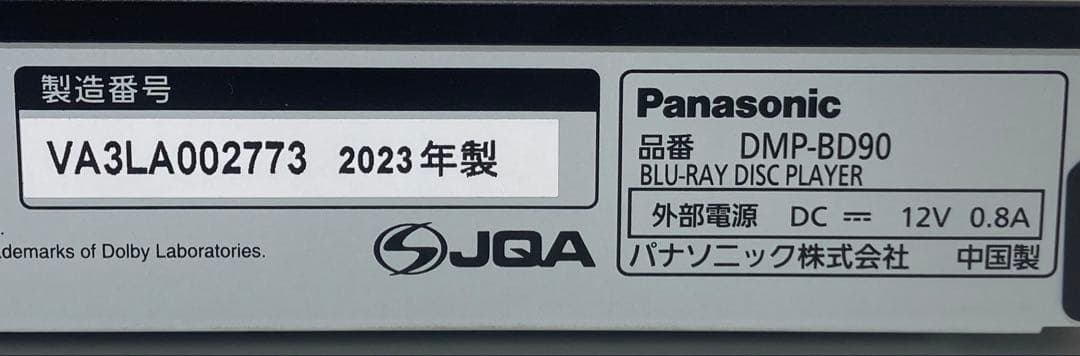 製造番号
VA3LA002773 2023年製
demarks of Dolby Laboratories.
JQA
Panasonic
品番 DMP-BD90
BLU-RAY DISC PLAYER
外部電源 DC ⎓ 12V 0.8A
パナソニック株式会社 中国製